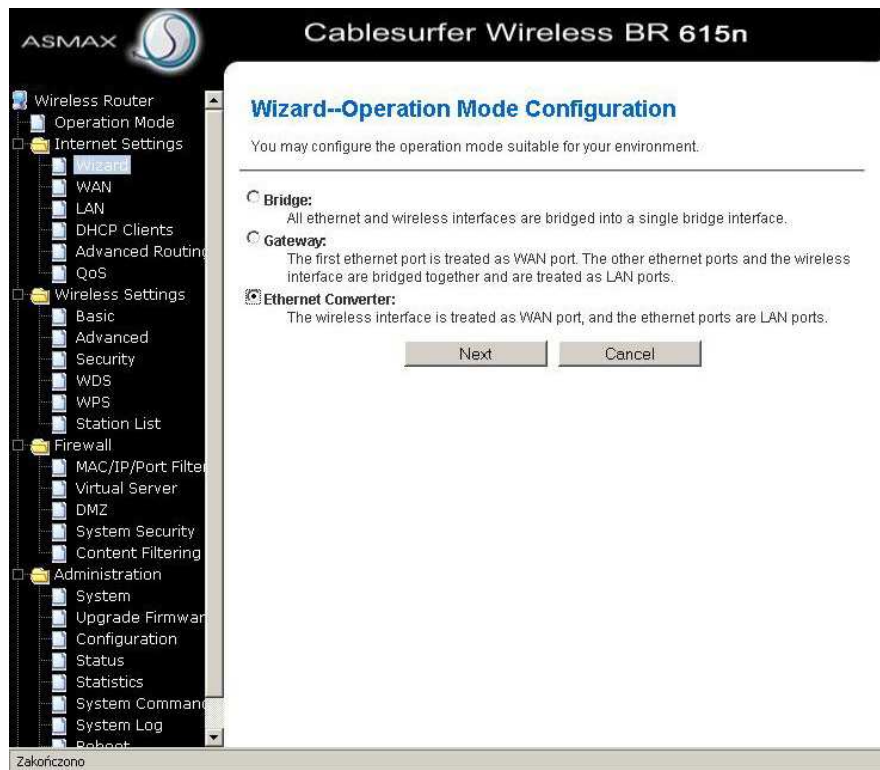 ASMAX
Cablesurfer Wireless BR 615n
Wireless Router
Operation Mode
Internet Settings
Wizard
WAN
LAN
DHCP Clients
Advanced Routing
QoS
Wireless Settings
Basic
Advanced
Security
WDS
WPS
Station List
Firewall
MAC/IP/Port Filter
Virtual Server
DMZ
System Security
Content Filtering
Administration
System
Upgrade Firmwar
Configuration
Status
Statistics
System Command
System Log
Reboot
Wizard--Operation Mode Configuration
You may configure the operation mode suitable for your environment.
Bridge:
All ethernet and wireless interfaces are bridged into a single bridge interface.
Gateway:
The first ethernet port is treated as WAN port. The other ethernet ports and the wireless
interface are bridged together and are treated as LAN ports.
Ethernet Converter:
The wireless interface is treated as WAN port, and the ethernet ports are LAN ports.
Next Cancel
Zakończono